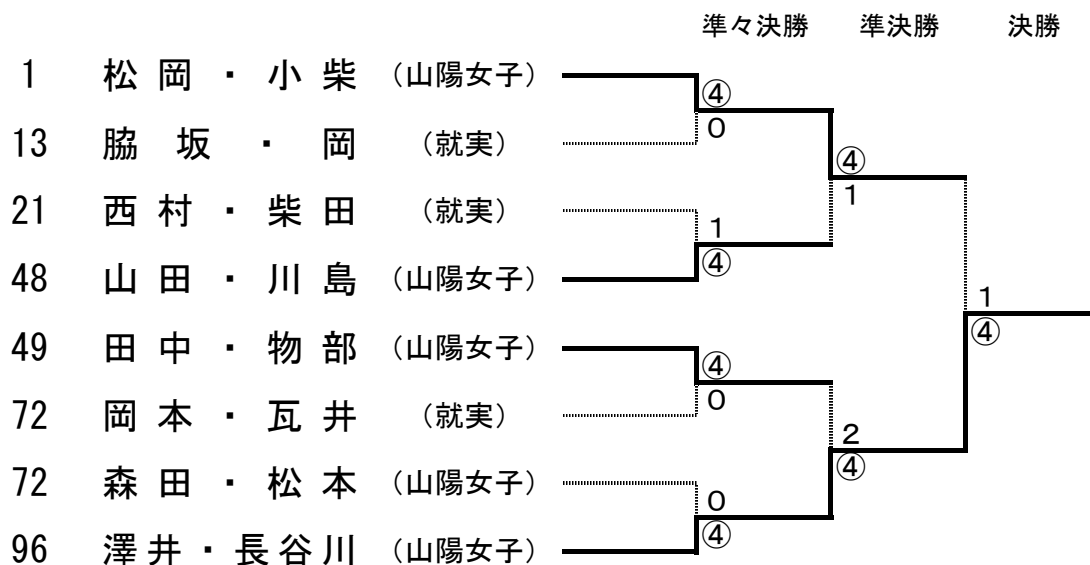 準々決勝 準決勝 決勝
1 松岡・小柴 (山陽女子)
④
0
13 脇坂・岡 (就実)
④
1
21 西村・柴田 (就実)
1
④
48 山田・川島 (山陽女子)
1
④
49 田中・物部 (山陽女子)
④
0
72 岡本・瓦井 (就実)
2
④
72 森田・松本 (山陽女子)
0
④
96 澤井・長谷川 (山陽女子)